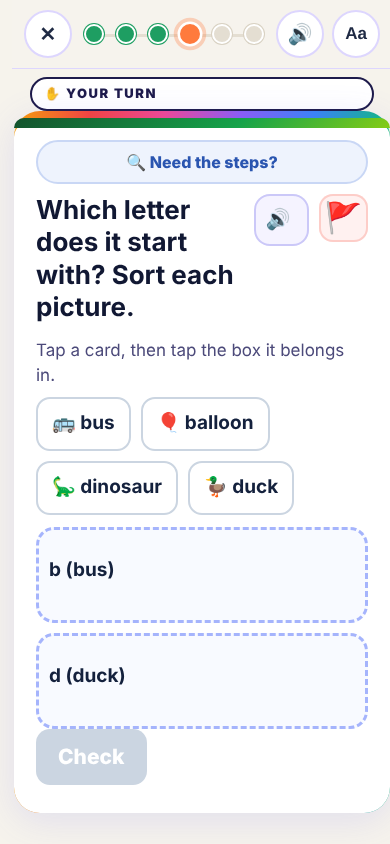 Aa
YOUR TURN
Need the steps?
Which letter
does it start
with? Sort each
picture.
Tap a card, then tap the box it belongs
in.
bus
balloon
dinosaur
duck
b (bus)
d (duck)
Check